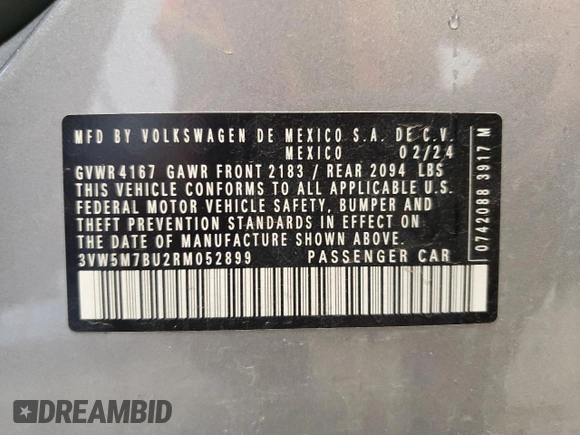 MFD BY VOLKSWAGEN DE MEXICO S.A. DE C.V.
MEXICO 02/24
GVWR 4167 GAWR FRONT 2183 / REAR 2094 LBS
THIS VEHICLE CONFORMS TO ALL APPLICABLE U.S.
FEDERAL MOTOR VEHICLE SAFETY, BUMPER AND
THEFT PREVENTION STANDARDS IN EFFECT ON
THE DATE OF MANUFACTURE SHOWN ABOVE.
3VW5M7BU2RM052899 PASSENGER CAR
0742088 3917 M
DREAMBID